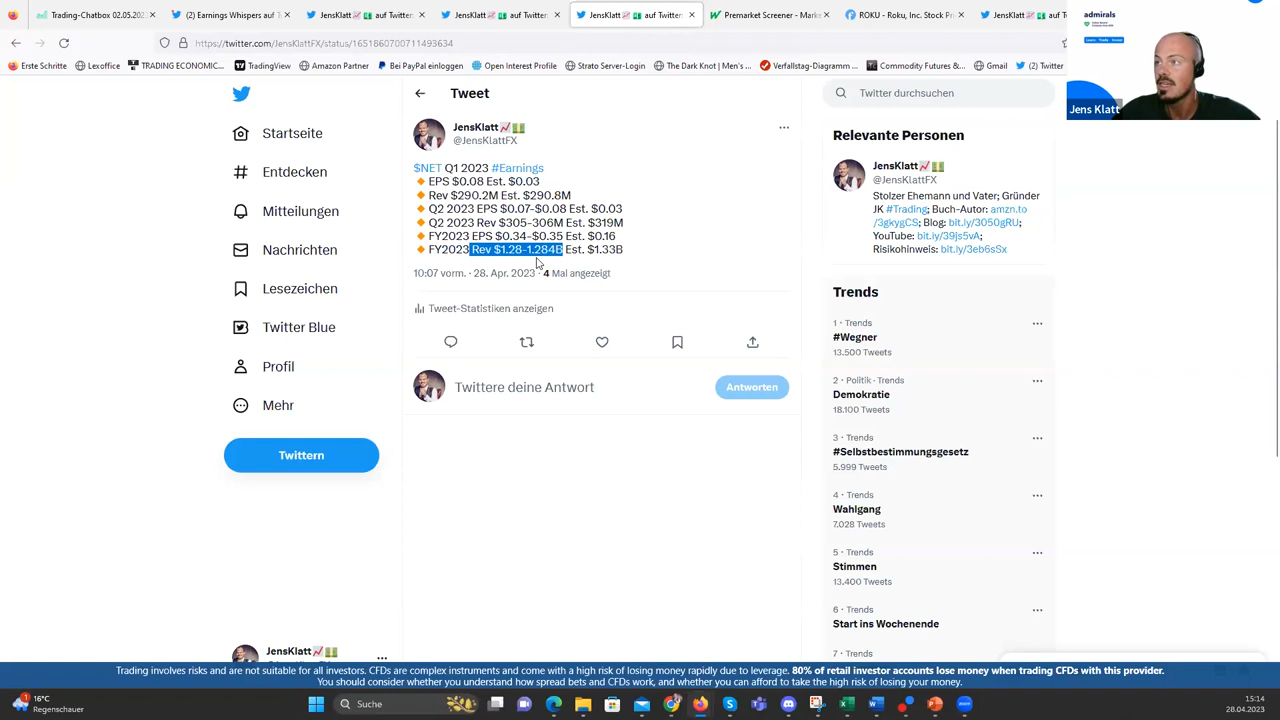 Trading-Chatbox 02.05.202
(2) Earnings Whispers auf Tw
JensKlatt📈💵 auf Twitter
JensKlatt📈💵 auf Twitter:
JensKlatt📈💵 auf Twitter:
Premarket Screener - Marke
ROKU - Roku, Inc. Stock Pr
JensKlatt📈💵 auf Tw
https://twitter.com/JensKlattFX/status/
Erste Schritte
Lexoffice
TRADING ECONOMIC...
TradingView
Amazon Partner
Bei PayPal einloggen
Open Interest Profile
Strato Server-Login
The Dark Knot | Men's ...
Verfallstag-Diagramm ...
Commodity Futures &...
Gmail
(2) Twitter
admirals
Jens Klatt
Tweet
Twitter durchsuchen
Startseite
Entdecken
Mitteilungen
Nachrichten
Lesezeichen
Twitter Blue
Profil
Mehr
Twittern
JensKlatt📈💵
JensKlatt📈💵
@JensKlattFX
$NET Q1 2023 #Earnings
🔸 EPS $0.08 Est. $0.03
🔸 Rev $290.2M Est. $290.8M
🔸 Q2 2023 EPS $0.07-$0.08 Est. $0.03
🔸 Q2 2023 Rev $305-306M Est. $319M
🔸 FY2023 EPS $0.34-$0.35 Est. $0.16
🔸 FY2023 Rev $1.28-1.284B Est. $1.33B
10:07 vorm. · 28. Apr. 2023 · 4 Mal angezeigt
Tweet-Statistiken anzeigen
Twittere deine Antwort
Antworten
Relevante Personen
JensKlatt📈💵
@JensKlattFX
Stolzer Ehemann und Vater; Gründer
JK #Trading; Buch-Autor: amzn.to
/3gkygCS; Blog: bit.ly/3050gRU;
YouTube: bit.ly/39js5vA;
Risikohinweis: bit.ly/3eb6sSx
Trends
1 · Trends
#Wegner
13.500 Tweets
2 · Politik · Trends
Demokratie
18.100 Tweets
3 · Trends
#Selbstbestimmungsgesetz
5.999 Tweets
4 · Trends
Wahlgang
7.028 Tweets
5 · Trends
Stimmen
13.400 Tweets
6 · Trends
Start ins Wochenende
7 · Trends
Trading involves risks and are not suitable for all investors. CFDs are complex instruments and come with a high risk of losing money rapidly due to leverage. 80% of retail investor accounts lose money when trading CFDs with this provider.
You should consider whether you understand how spread bets and CFDs work, and whether you can afford to take the high risk of losing your money.
16°C
Regenschauer
Suche
15:14
28.04.2023